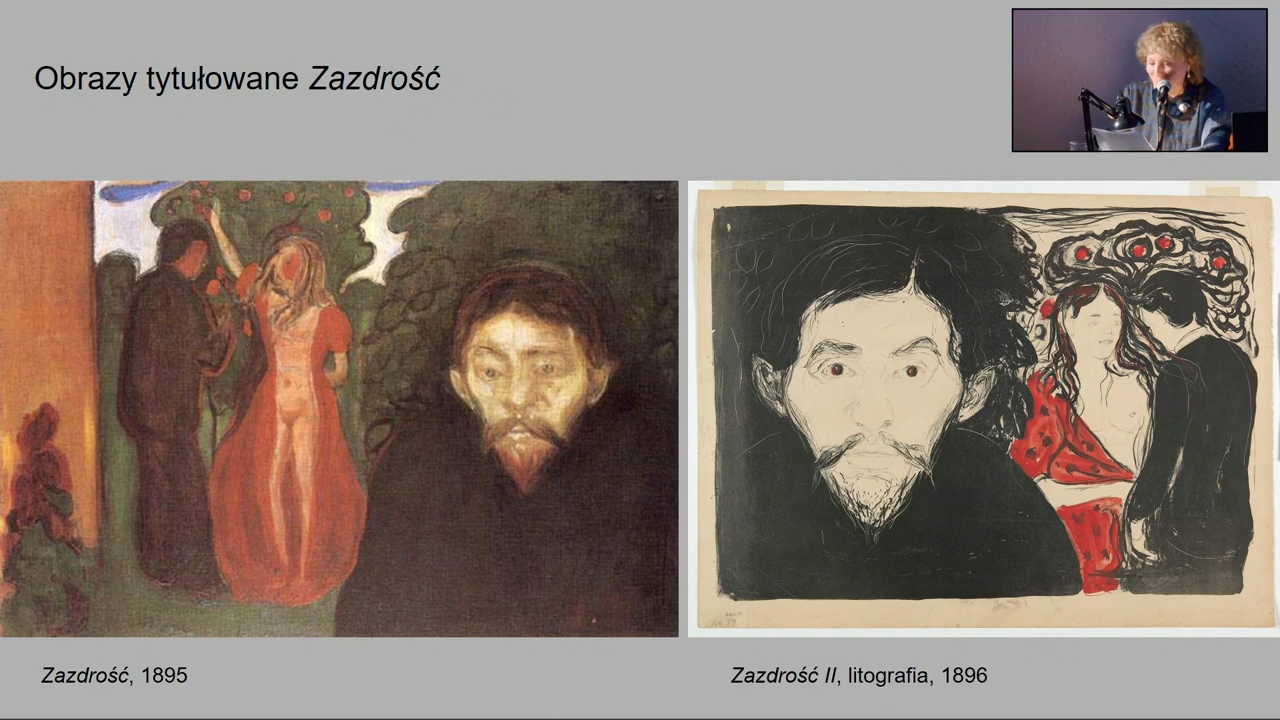 Obrazy tytułowane Zazdrość
Zazdrość, 1895
Zazdrość II, litografia, 1896